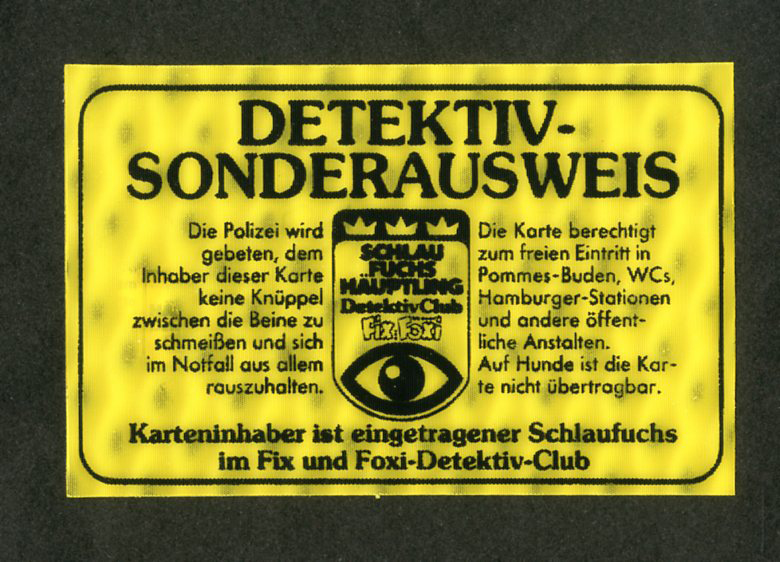 DETEKTIV-
SONDERAUSWEIS
Die Polizei wird
gebeten, dem
Inhaber dieser Karte
keine Knüppel
zwischen die Beine zu
schmeißen und sich
im Notfall aus allem
rauszuhalten.
SCHLAU
FUCHS
HÄUPTLING
DetektivClub
Fix Foxi
Die Karte berechtigt
zum freien Eintritt in
Pommes-Buden, WCs,
Hamburger-Stationen
und andere öffent-
liche Anstalten.
Auf Hunde ist die Kar-
te nicht übertragbar.
Karteninhaber ist eingetragener Schlaufuchs
im Fix und Foxi-Detektiv-Club